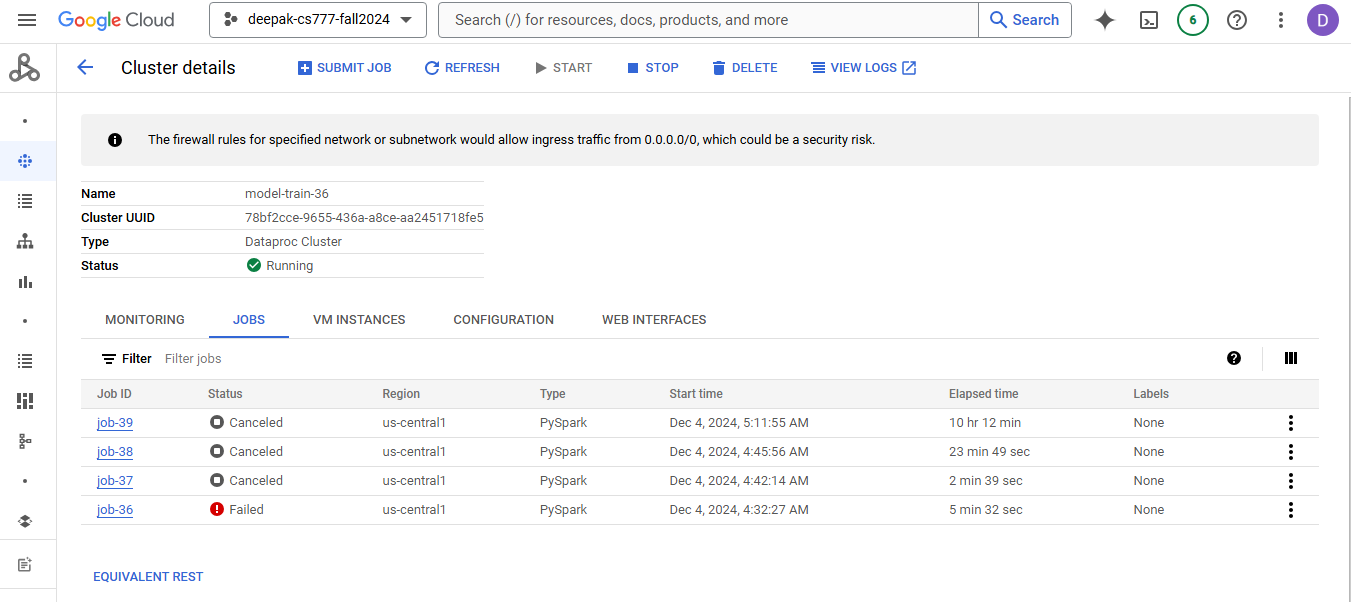 Google Cloud deepak-cs777-fall2024 Search (/) for resources, docs, products, and more Search 6 D
Cluster details SUBMIT JOB REFRESH START STOP DELETE VIEW LOGS
The firewall rules for specified network or subnetwork would allow ingress traffic from 0.0.0.0/0, which could be a security risk.
Name model-train-36
Cluster UUID 78bf2cce-9655-436a-a8ce-aa2451718fe5
Type Dataproc Cluster
Status Running
MONITORING JOBS VM INSTANCES CONFIGURATION WEB INTERFACES
Filter Filter jobs
Job ID Status Region Type Start time Elapsed time Labels
job-39 Canceled us-central1 PySpark Dec 4, 2024, 5:11:55 AM 10 hr 12 min None
job-38 Canceled us-central1 PySpark Dec 4, 2024, 4:45:56 AM 23 min 49 sec None
job-37 Canceled us-central1 PySpark Dec 4, 2024, 4:42:14 AM 2 min 39 sec None
job-36 Failed us-central1 PySpark Dec 4, 2024, 4:32:27 AM 5 min 32 sec None
EQUIVALENT REST